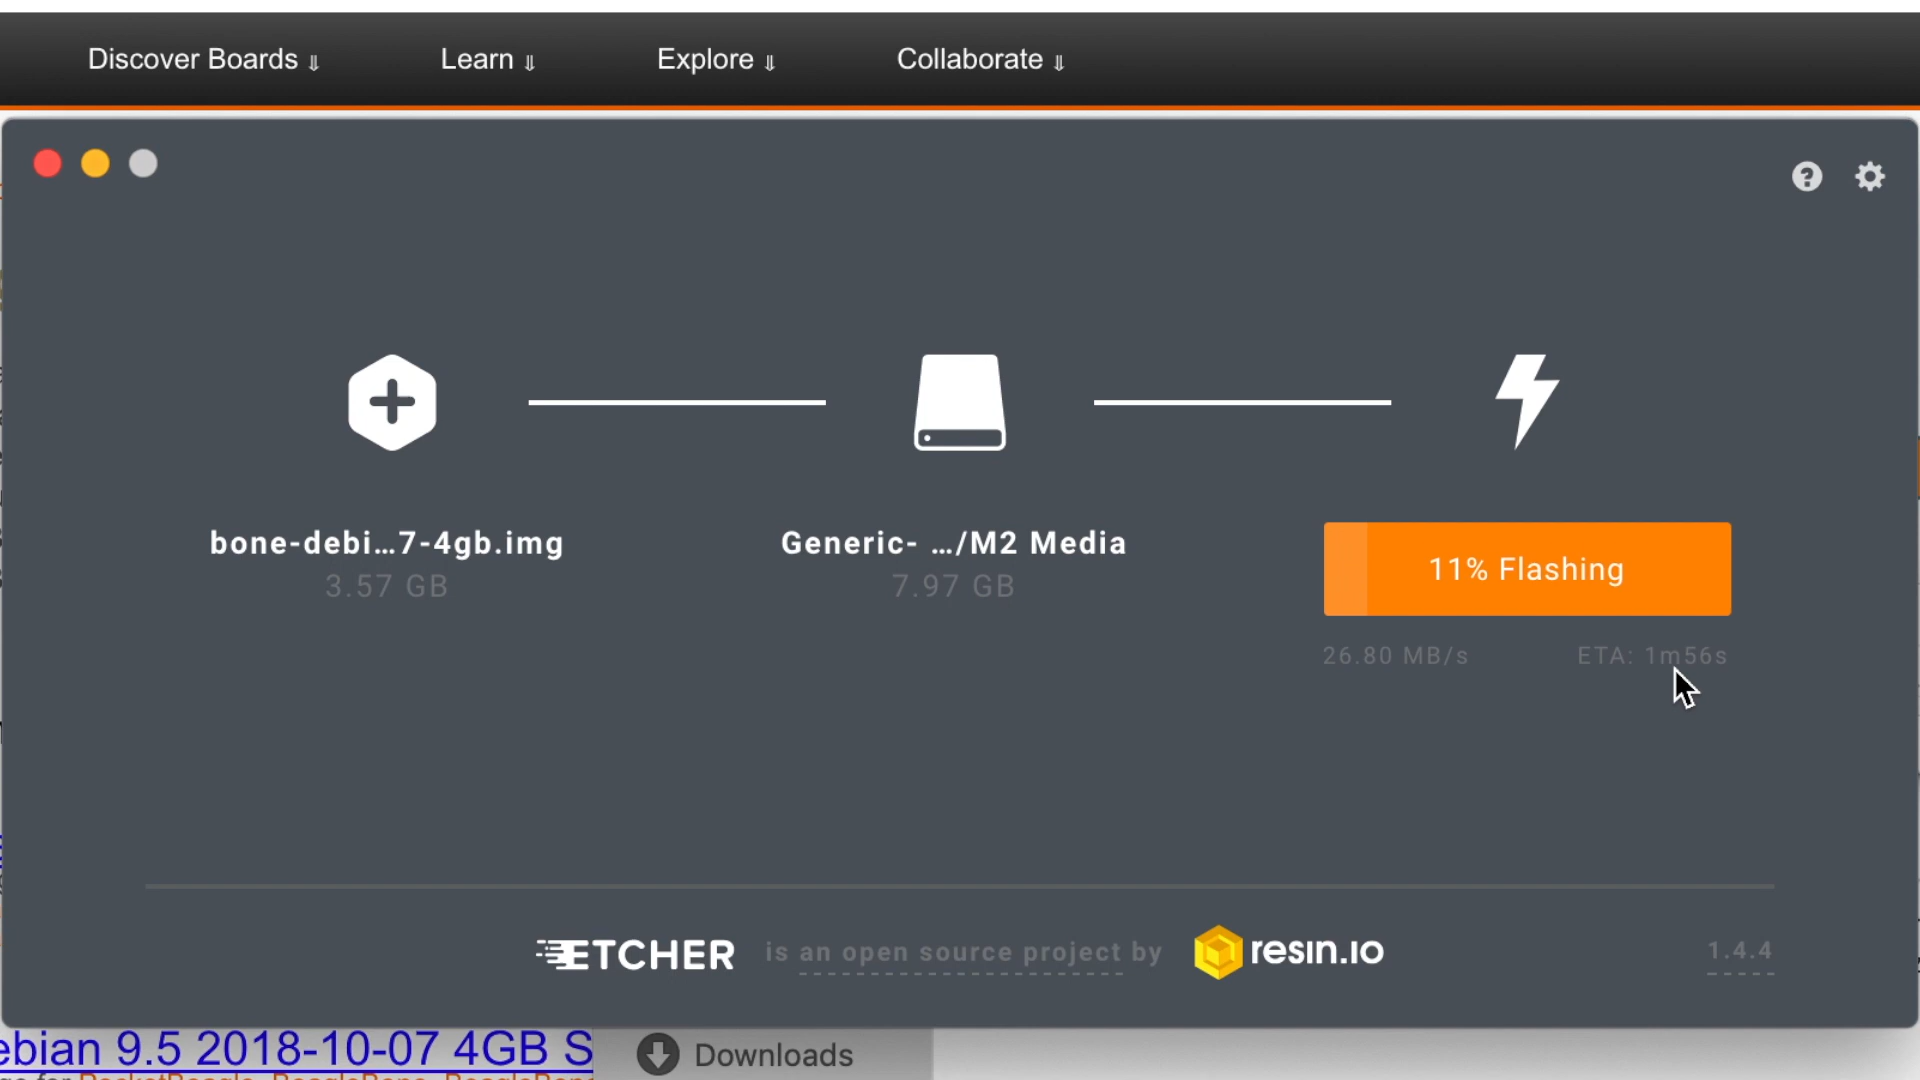 Discover Boards ⇓ Learn ⇓ Explore ⇓ Collaborate ⇓
bone-debi...7-4gb.img
3.57 GB
Generic- .../M2 Media
7.97 GB
11% Flashing
26.80 MB/s ETA: 1m56s
ETCHER is an open source project by resin.io 1.4.4
ebian 9.5 2018-10-07 4GB S
Downloads